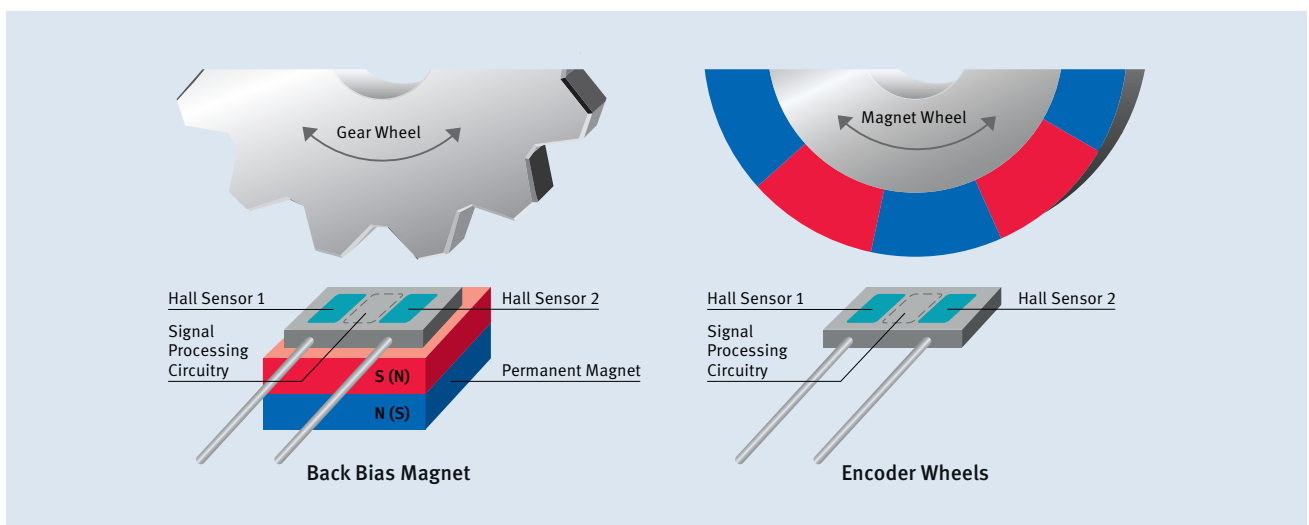 Gear Wheel
Hall Sensor 1
Hall Sensor 2
Signal
Processing
Circuitry
Permanent Magnet
S (N)
N (S)
Back Bias Magnet
Magnet Wheel
Hall Sensor 1
Hall Sensor 2
Signal
Processing
Circuitry
Encoder Wheels